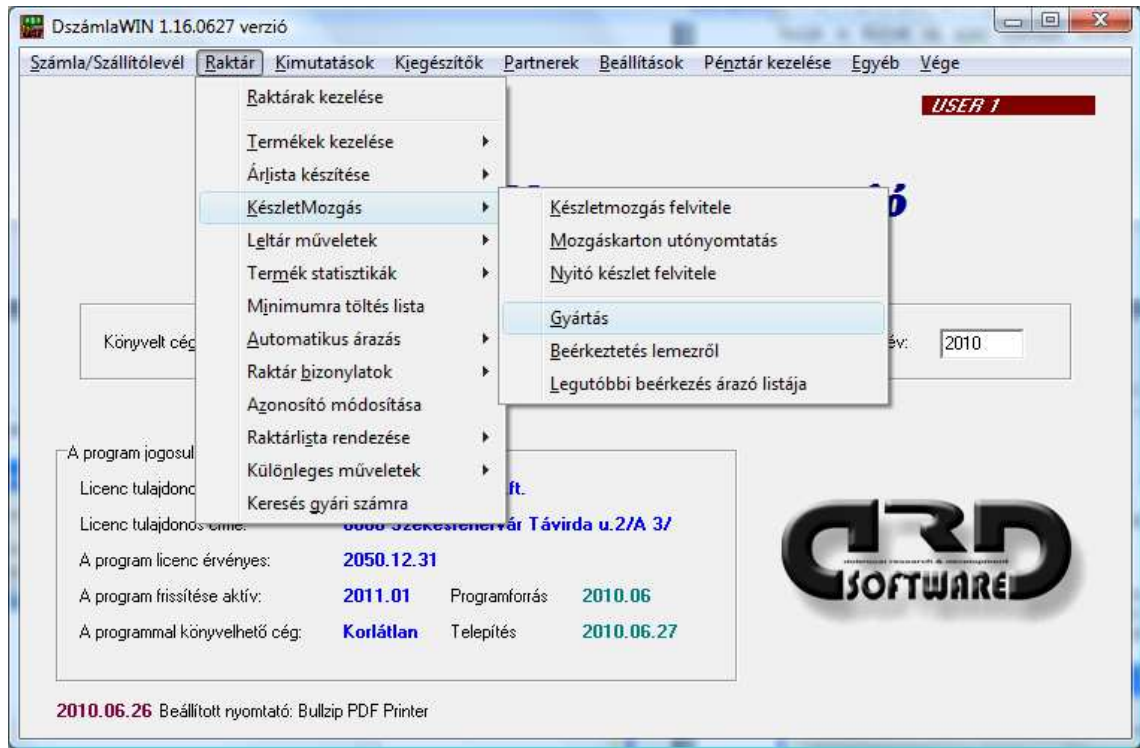 DszámlaWIN 1.16.0627 verzió
Számla/Szállítólevél Raktár Kimutatások Kiegészítők Partnerek Beállítások Pénztár kezelése Egyéb Vége
Raktárak kezelése
USER 1
Termékek kezelése
Árlista készítése
KészletMozgás
Készletmozgás felvitele
Leltár műveletek
Mozgáskarton utónyomtatás
Termék statisztikák
Nyitó készlet felvitele
Minimumra töltés lista
Gyártás
Könyvelt cég
Automatikus árazás
Beérkeztetés lemezről
év: 2010
Raktár bizonylatok
Legutóbbi beérkezés árazó listája
Azonosító módosítása
Raktárlista rendezése
A program jogosul
Különleges műveletek
Licenc tulajdono
ft.
Keresés gyári számra
Licenc tulajdonos címe: Székesfehérvár Távirda u.2/A 3/
A program licenc érvényes: 2050.12.31
A program frissítése aktív: 2011.01 Programforrás 2010.06
A programmal könyvelhető cég: Korlátlan Telepítés 2010.06.27
DRD
SOFTWARE
2010.06.26 Beállított nyomtató: Bullzip PDF Printer